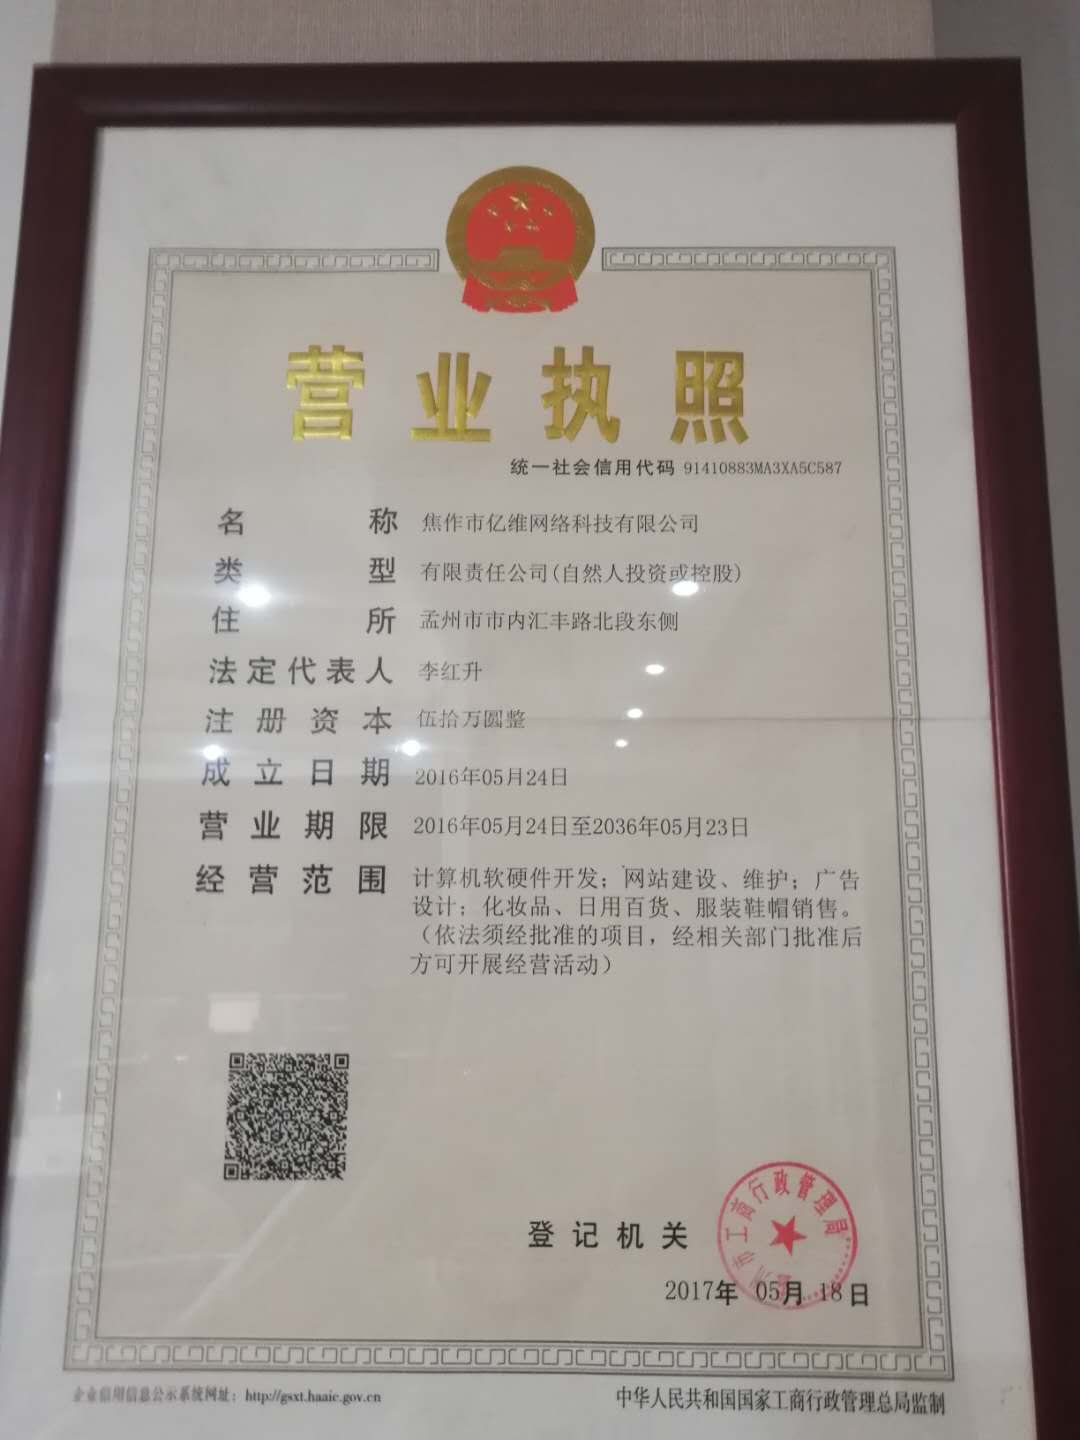 营业执照
统一社会信用代码 91410883MA3XA5C587
名称 焦作市亿维网络科技有限公司
类型 有限责任公司(自然人投资或控股)
住所 孟州市市内汇丰路北段东侧
法定代表人 李红升
注册资本 伍拾万圆整
成立日期 2016年05月24日
营业期限 2016年05月24日至2036年05月23日
经营范围 计算机软硬件开发；网站建设、维护；广告
设计；化妆品、日用百货、服装鞋帽销售。
（依法须经批准的项目，经相关部门批准后
方可开展经营活动）
登记机关
州市工商行政管理局
2017年 05月 18日
企业信用信息公示系统网址：http://gsxt.haaic.gov.cn
中华人民共和国国家工商行政管理总局监制